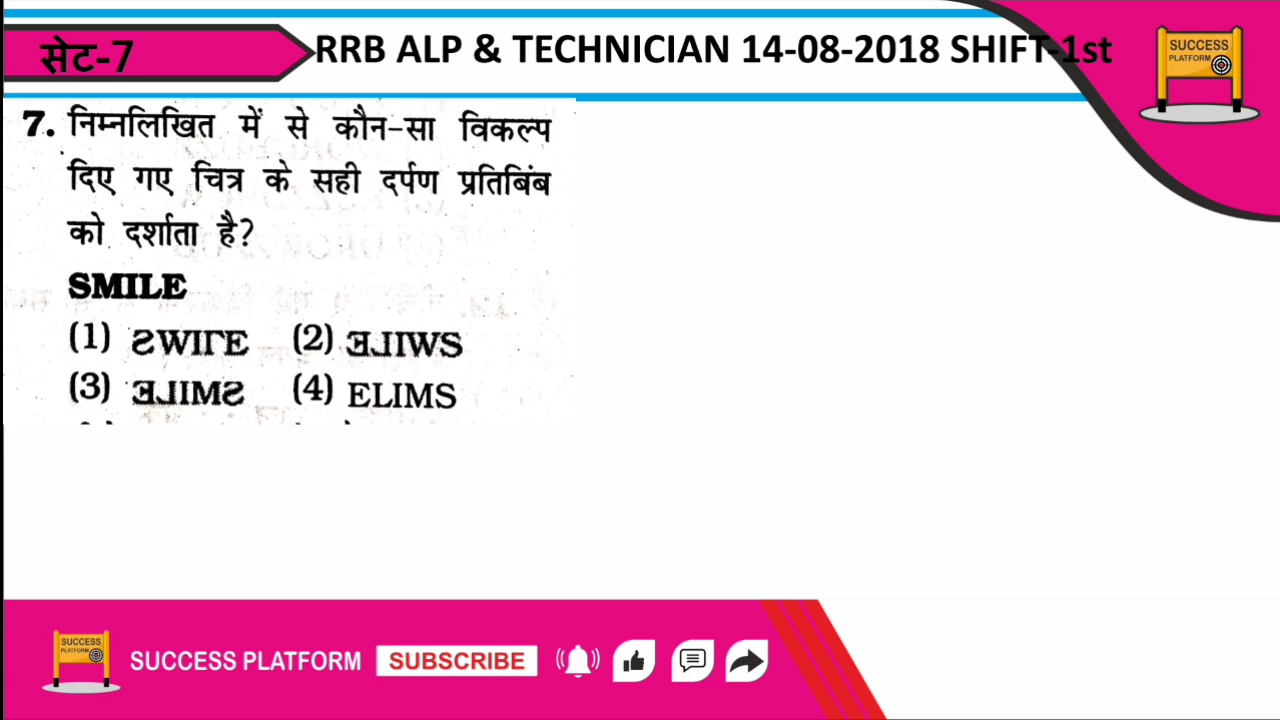 सेट-7
RRB ALP & TECHNICIAN 14-08-2018 SHIFT-1st
SUCCESS
PLATFORM
7. निम्नलिखित में से कौन-सा विकल्प
दिए गए चित्र के सही दर्पण प्रतिबिंब
को दर्शाता है?
SMILE
(1) ƧWIΓE (2) ƎJIWS
(3) ƎJIMƧ (4) ELIMS
SUCCESS
PLATFORM
SUCCESS PLATFORM SUBSCRIBE